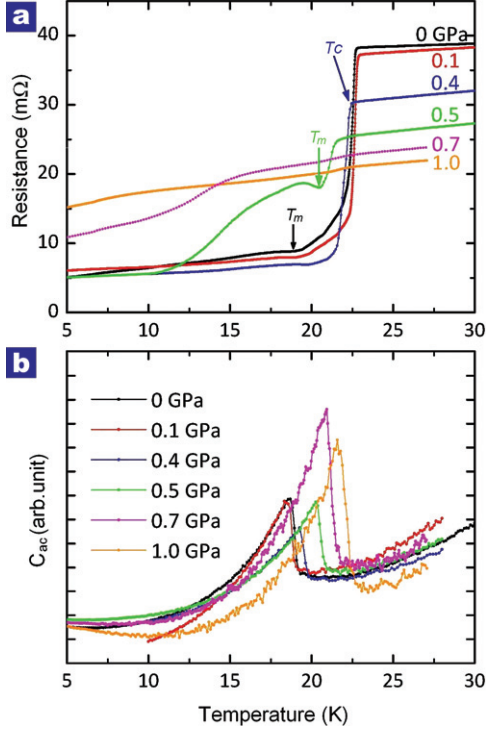 a
40
30
20
10
0
Resistance (mΩ)
Tc
Tm
Tm
0 GPa
0.1
0.4
0.5
0.7
1.0
5 10 15 20 25 30
b
0 GPa
0.1 GPa
0.4 GPa
0.5 GPa
0.7 GPa
1.0 GPa
Cac (arb.unit)
5 10 15 20 25 30
Temperature (K)